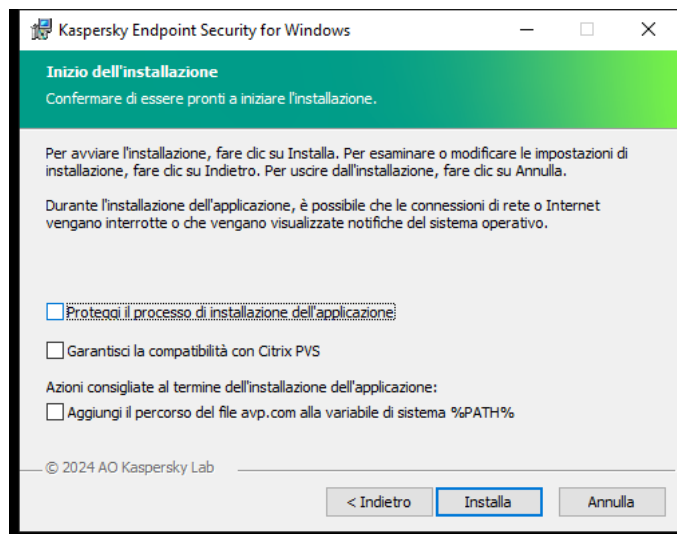 Kaspersky Endpoint Security for Windows
Inizio dell'installazione
Confermare di essere pronti a iniziare l'installazione.
Per avviare l'installazione, fare clic su Installa. Per esaminare o modificare le impostazioni di
installazione, fare clic su Indietro. Per uscire dall'installazione, fare clic su Annulla.
Durante l'installazione dell'applicazione, è possibile che le connessioni di rete o Internet
vengano interrotte o che vengano visualizzate notifiche del sistema operativo.
Proteggi il processo di installazione dell'applicazione
Garantisci la compatibilità con Citrix PVS
Azioni consigliate al termine dell'installazione dell'applicazione:
Aggiungi il percorso del file avp.com alla variabile di sistema %PATH%
© 2024 AO Kaspersky Lab
< Indietro Installa Annulla